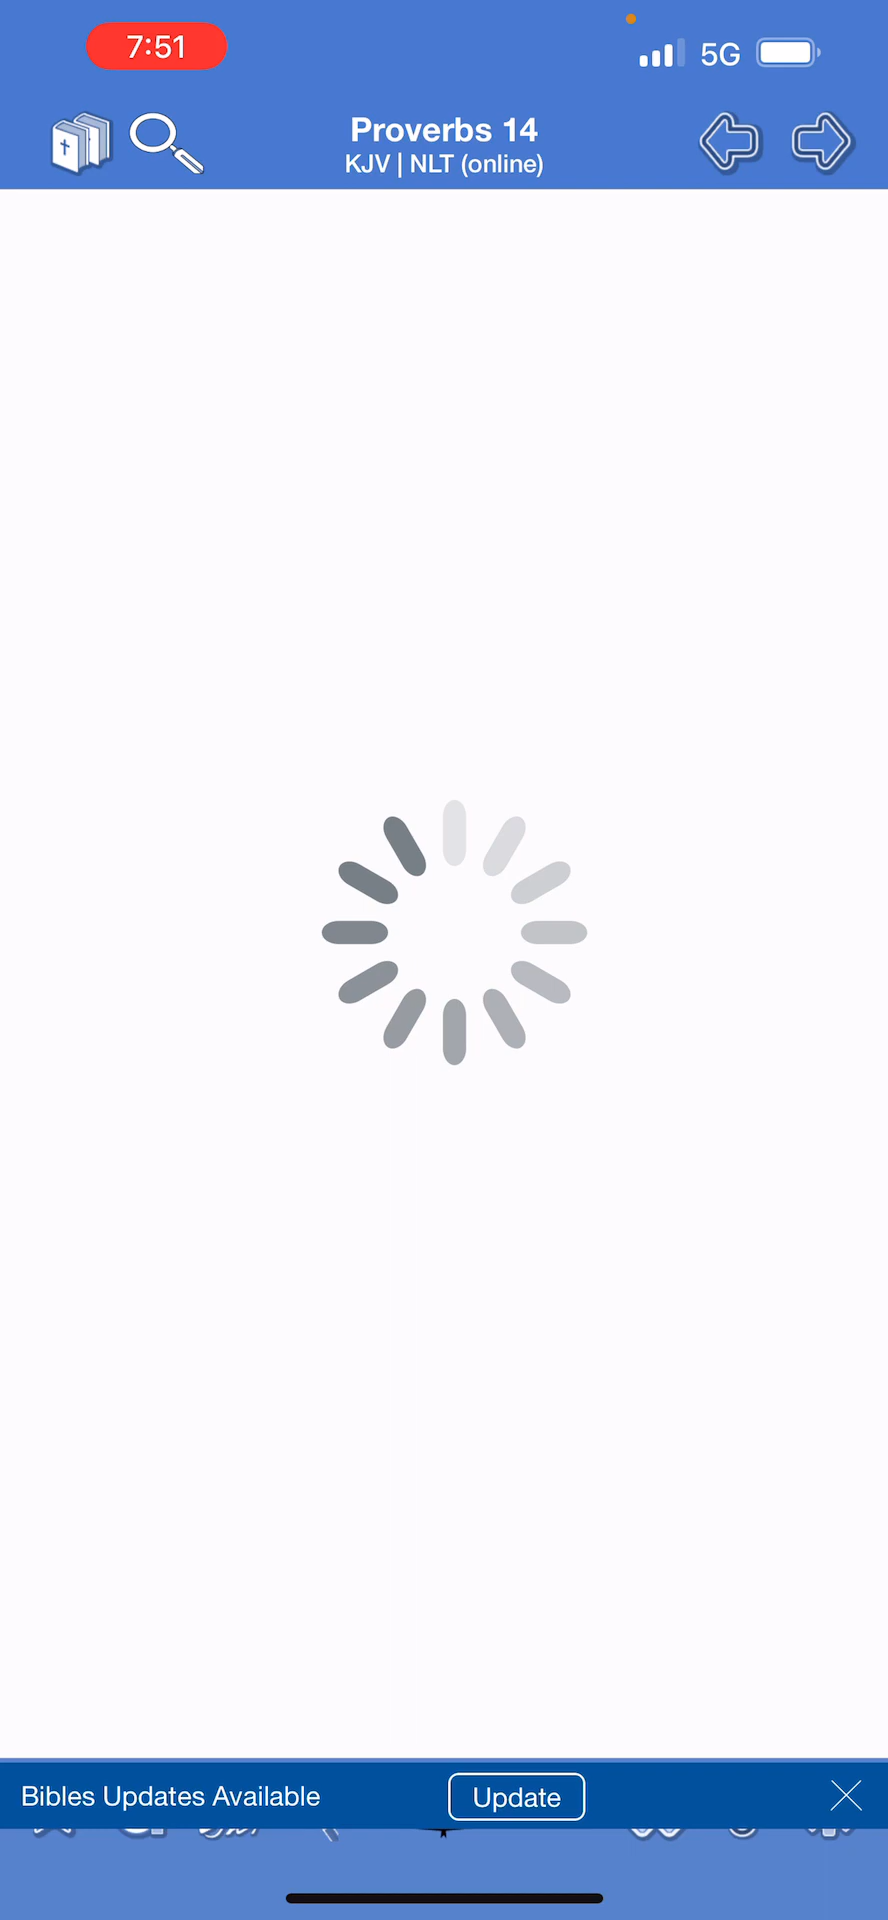 7:51
5G
Proverbs 14
KJV | NLT (online)
Bibles Updates Available
Update